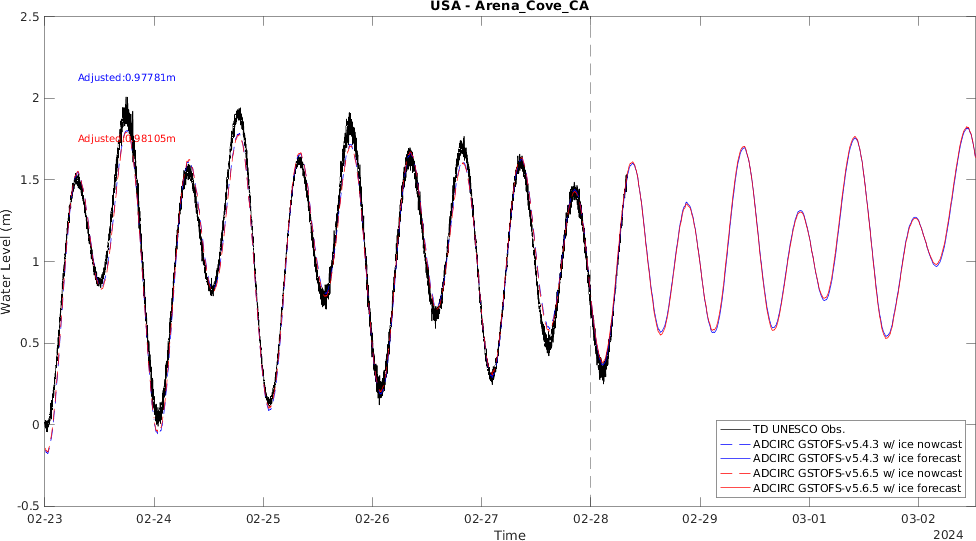 USA - Arena_Cove_CA
2.5
2
1.5
1
0.5
0
-0.5
Water Level (m)
Adjusted:0.97781m
Adjusted:0.98105m
TD UNESCO Obs.
ADCIRC GSTOFS-v5.4.3 w/ ice nowcast
ADCIRC GSTOFS-v5.4.3 w/ ice forecast
ADCIRC GSTOFS-v5.6.5 w/ ice nowcast
ADCIRC GSTOFS-v5.6.5 w/ ice forecast
02-23 02-24 02-25 02-26 02-27 02-28 02-29 03-01 03-02
Time
2024